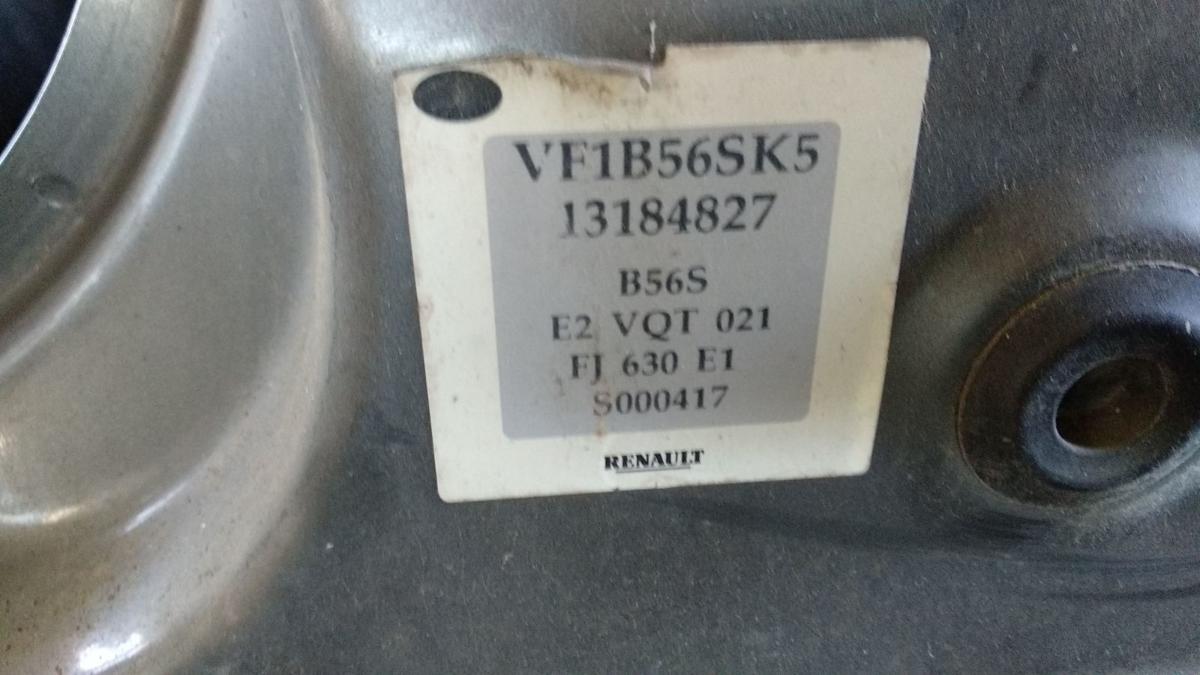 VF1B56SK5
13184827
B56S
E2 VQT 021
FJ 630 E1
S000417
RENAULT